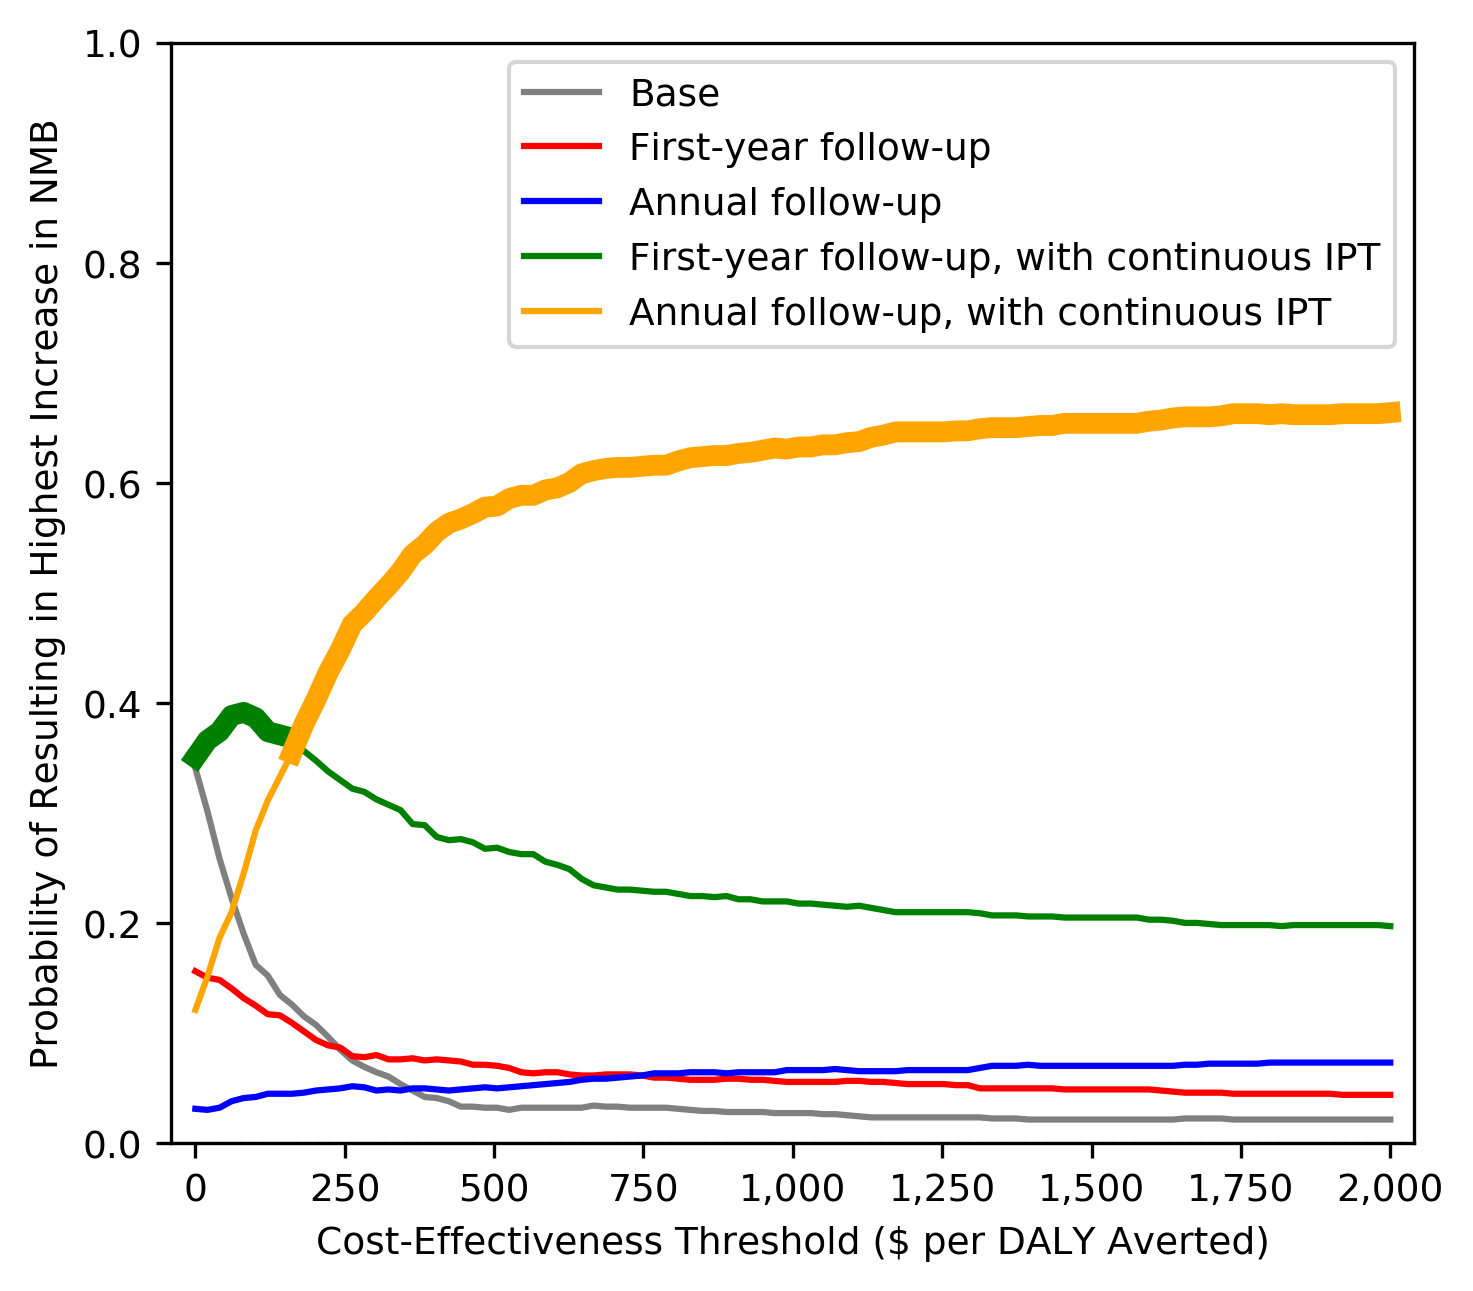 Probability of Resulting in Highest Increase in NMB
1.0
0.8
0.6
0.4
0.2
0.0
Base
First-year follow-up
Annual follow-up
First-year follow-up, with continuous IPT
Annual follow-up, with continuous IPT
0 250 500 750 1,000 1,250 1,500 1,750 2,000
Cost-Effectiveness Threshold ($ per DALY Averted)